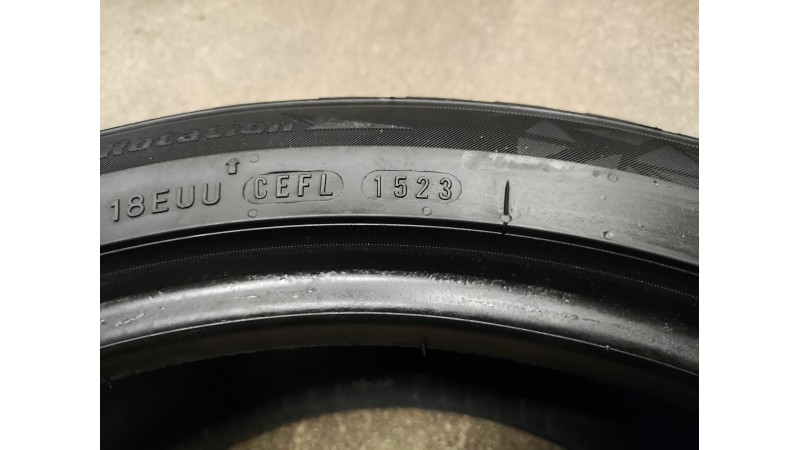 Rotation
18EUU CEFL 1523